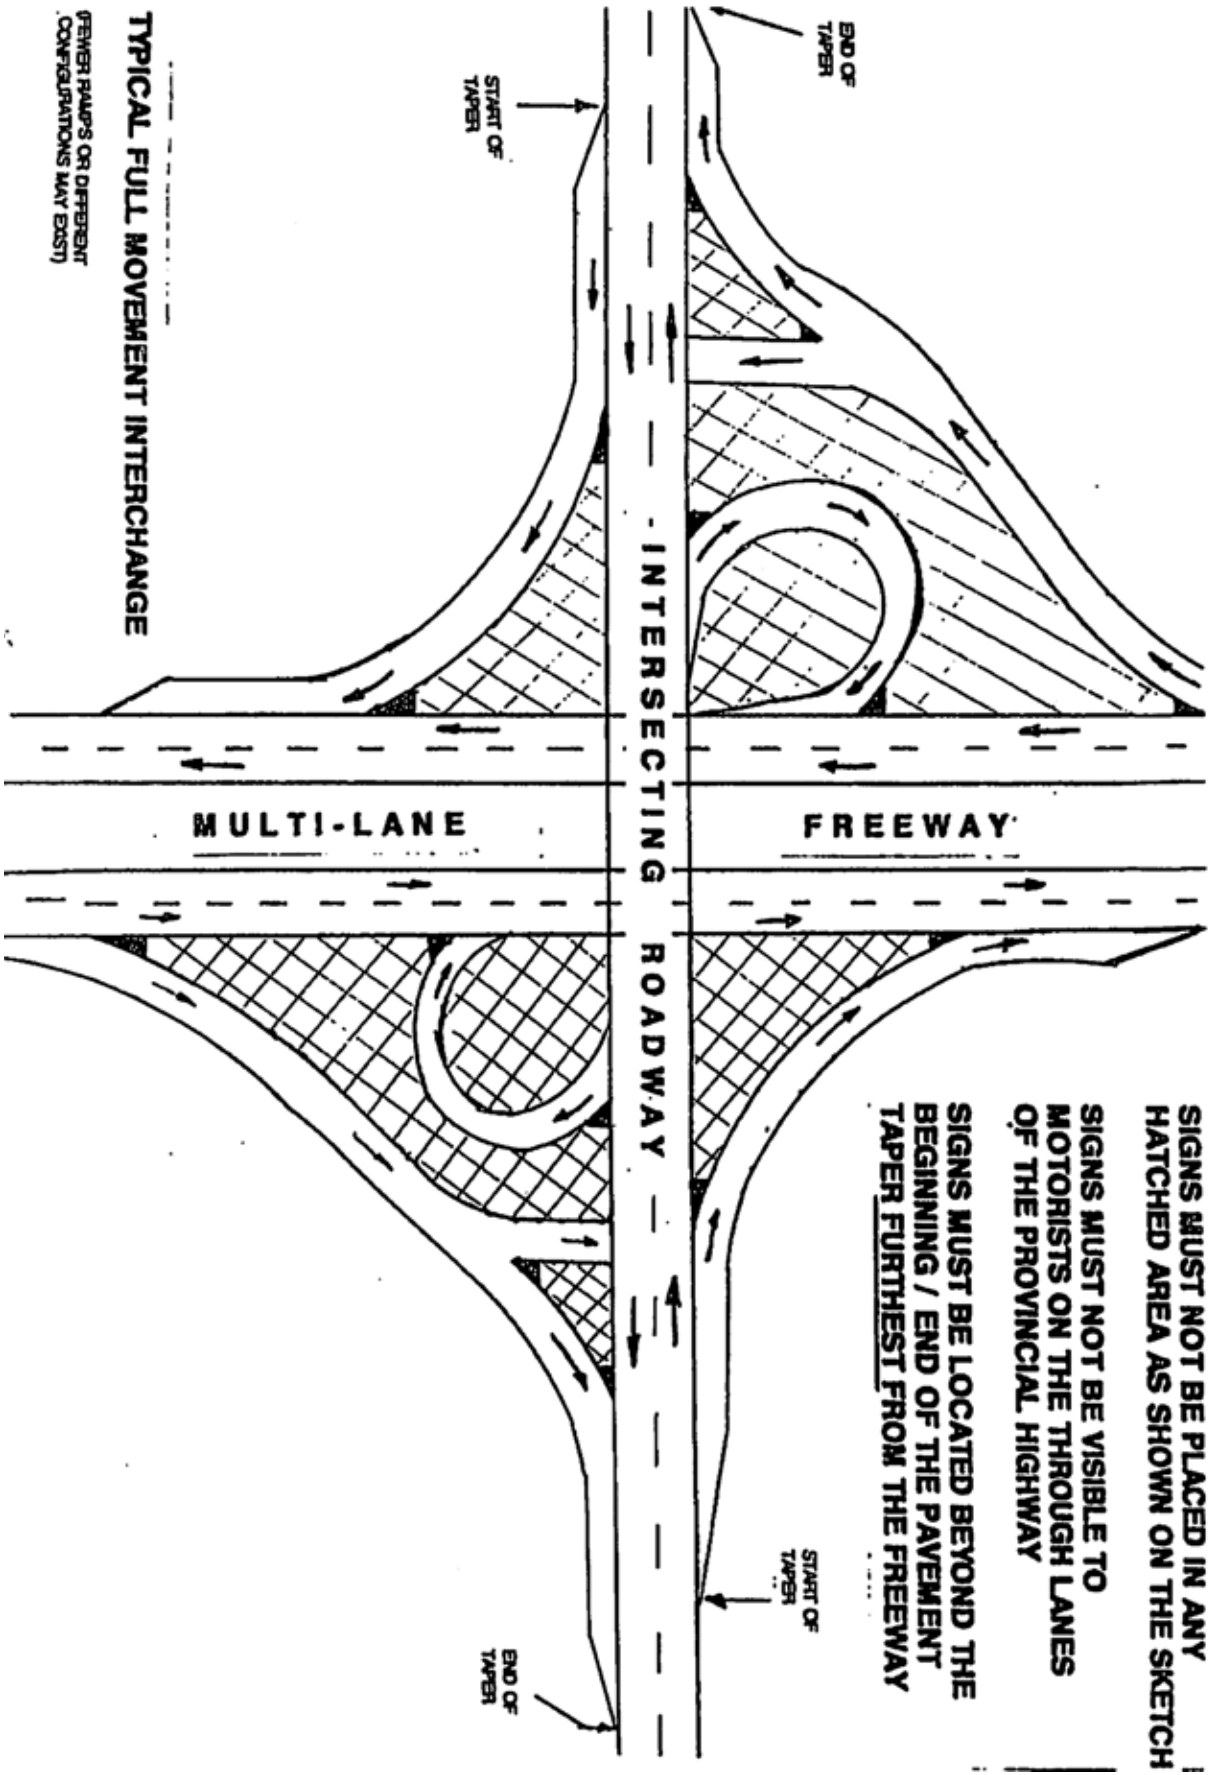 SIGNS MUST NOT BE PLACED IN ANY
HATCHED AREA AS SHOWN ON THE SKETCH
SIGNS MUST NOT BE VISIBLE TO
MOTORISTS ON THE THROUGH LANES
OF THE PROVINCIAL HIGHWAY
SIGNS MUST BE LOCATED BEYOND THE
BEGINNING / END OF THE PAVEMENT
TAPER FURTHEST FROM THE FREEWAY
END OF
TAPER
START OF
TAPER
FREEWAY
INTERSECTING ROADWAY
MULTI-LANE
START OF
TAPER
END OF
TAPER
TYPICAL FULL MOVEMENT INTERCHANGE
(FEWER RAMPS OR DIFFERENT
CONFIGURATIONS MAY EXIST)